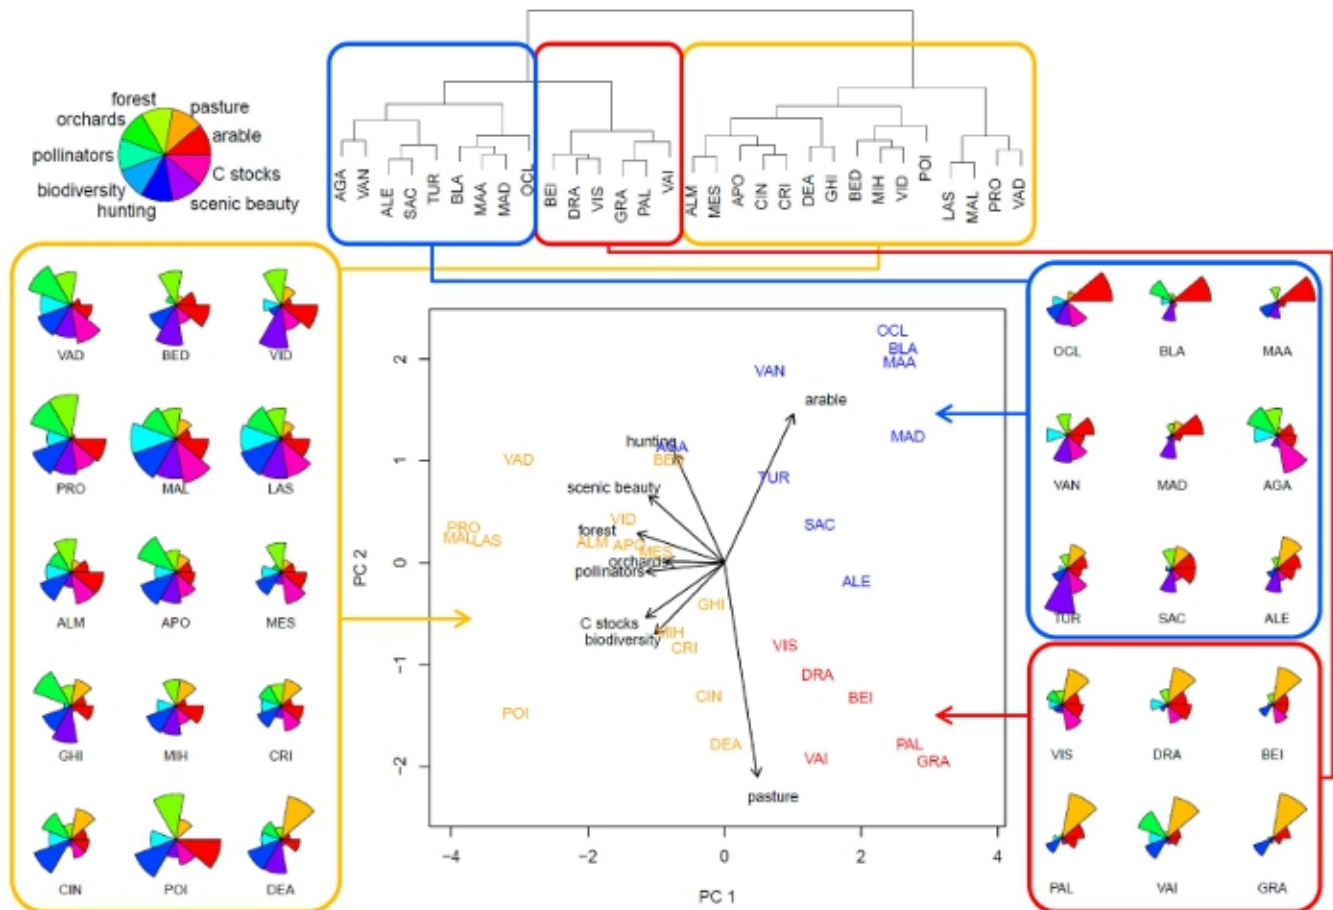 forest
pasture
orchards
arable
pollinators
C stocks
biodiversity
scenic beauty
hunting
AGA
VAN
ALE
SAC
TUR
BLA
MAA
MAD
OCL
BEI
DRA
VIS
GRA
PAL
VAI
ALM
MES
APO
CIN
CRI
DEA
GHI
BED
MIH
VID
POI
LAS
MAL
PRO
VAD
VAD BED VID
PRO MAL LAS
ALM APO MES
GHI MIH CRI
CIN POI DEA
PC 2
2
1
0
−1
−2
OCL
BLA
MAA
VAN
arable
MAD
hunting
AGA
BED
VAD
TUR
scenic beauty
VID
PRO
SAC
forest
MAL
LAS
ALM
APO
MES
orchards
pollinators
ALE
GHI
C stocks
MIH
biodiversity
CRI
VIS
DRA
CIN
BEI
POI
DEA
PAL
VAI
GRA
pasture
−4 −2 0 2 4
PC 1
OCL BLA MAA
VAN MAD AGA
TUR SAC ALE
VIS DRA BEI
PAL VAI GRA